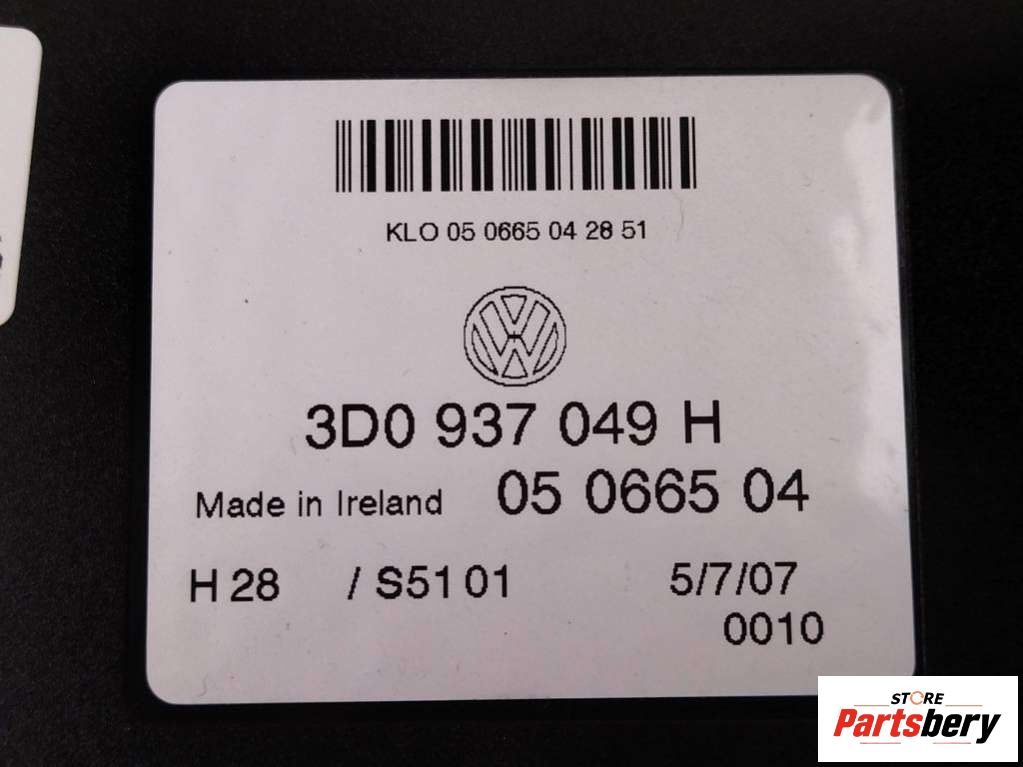 KLO 05 0665 04 28 51
3D0 937 049 H
Made in Ireland 05 0665 04
H 28 / S51 01 5/7/07
0010
STORE
Partsbery